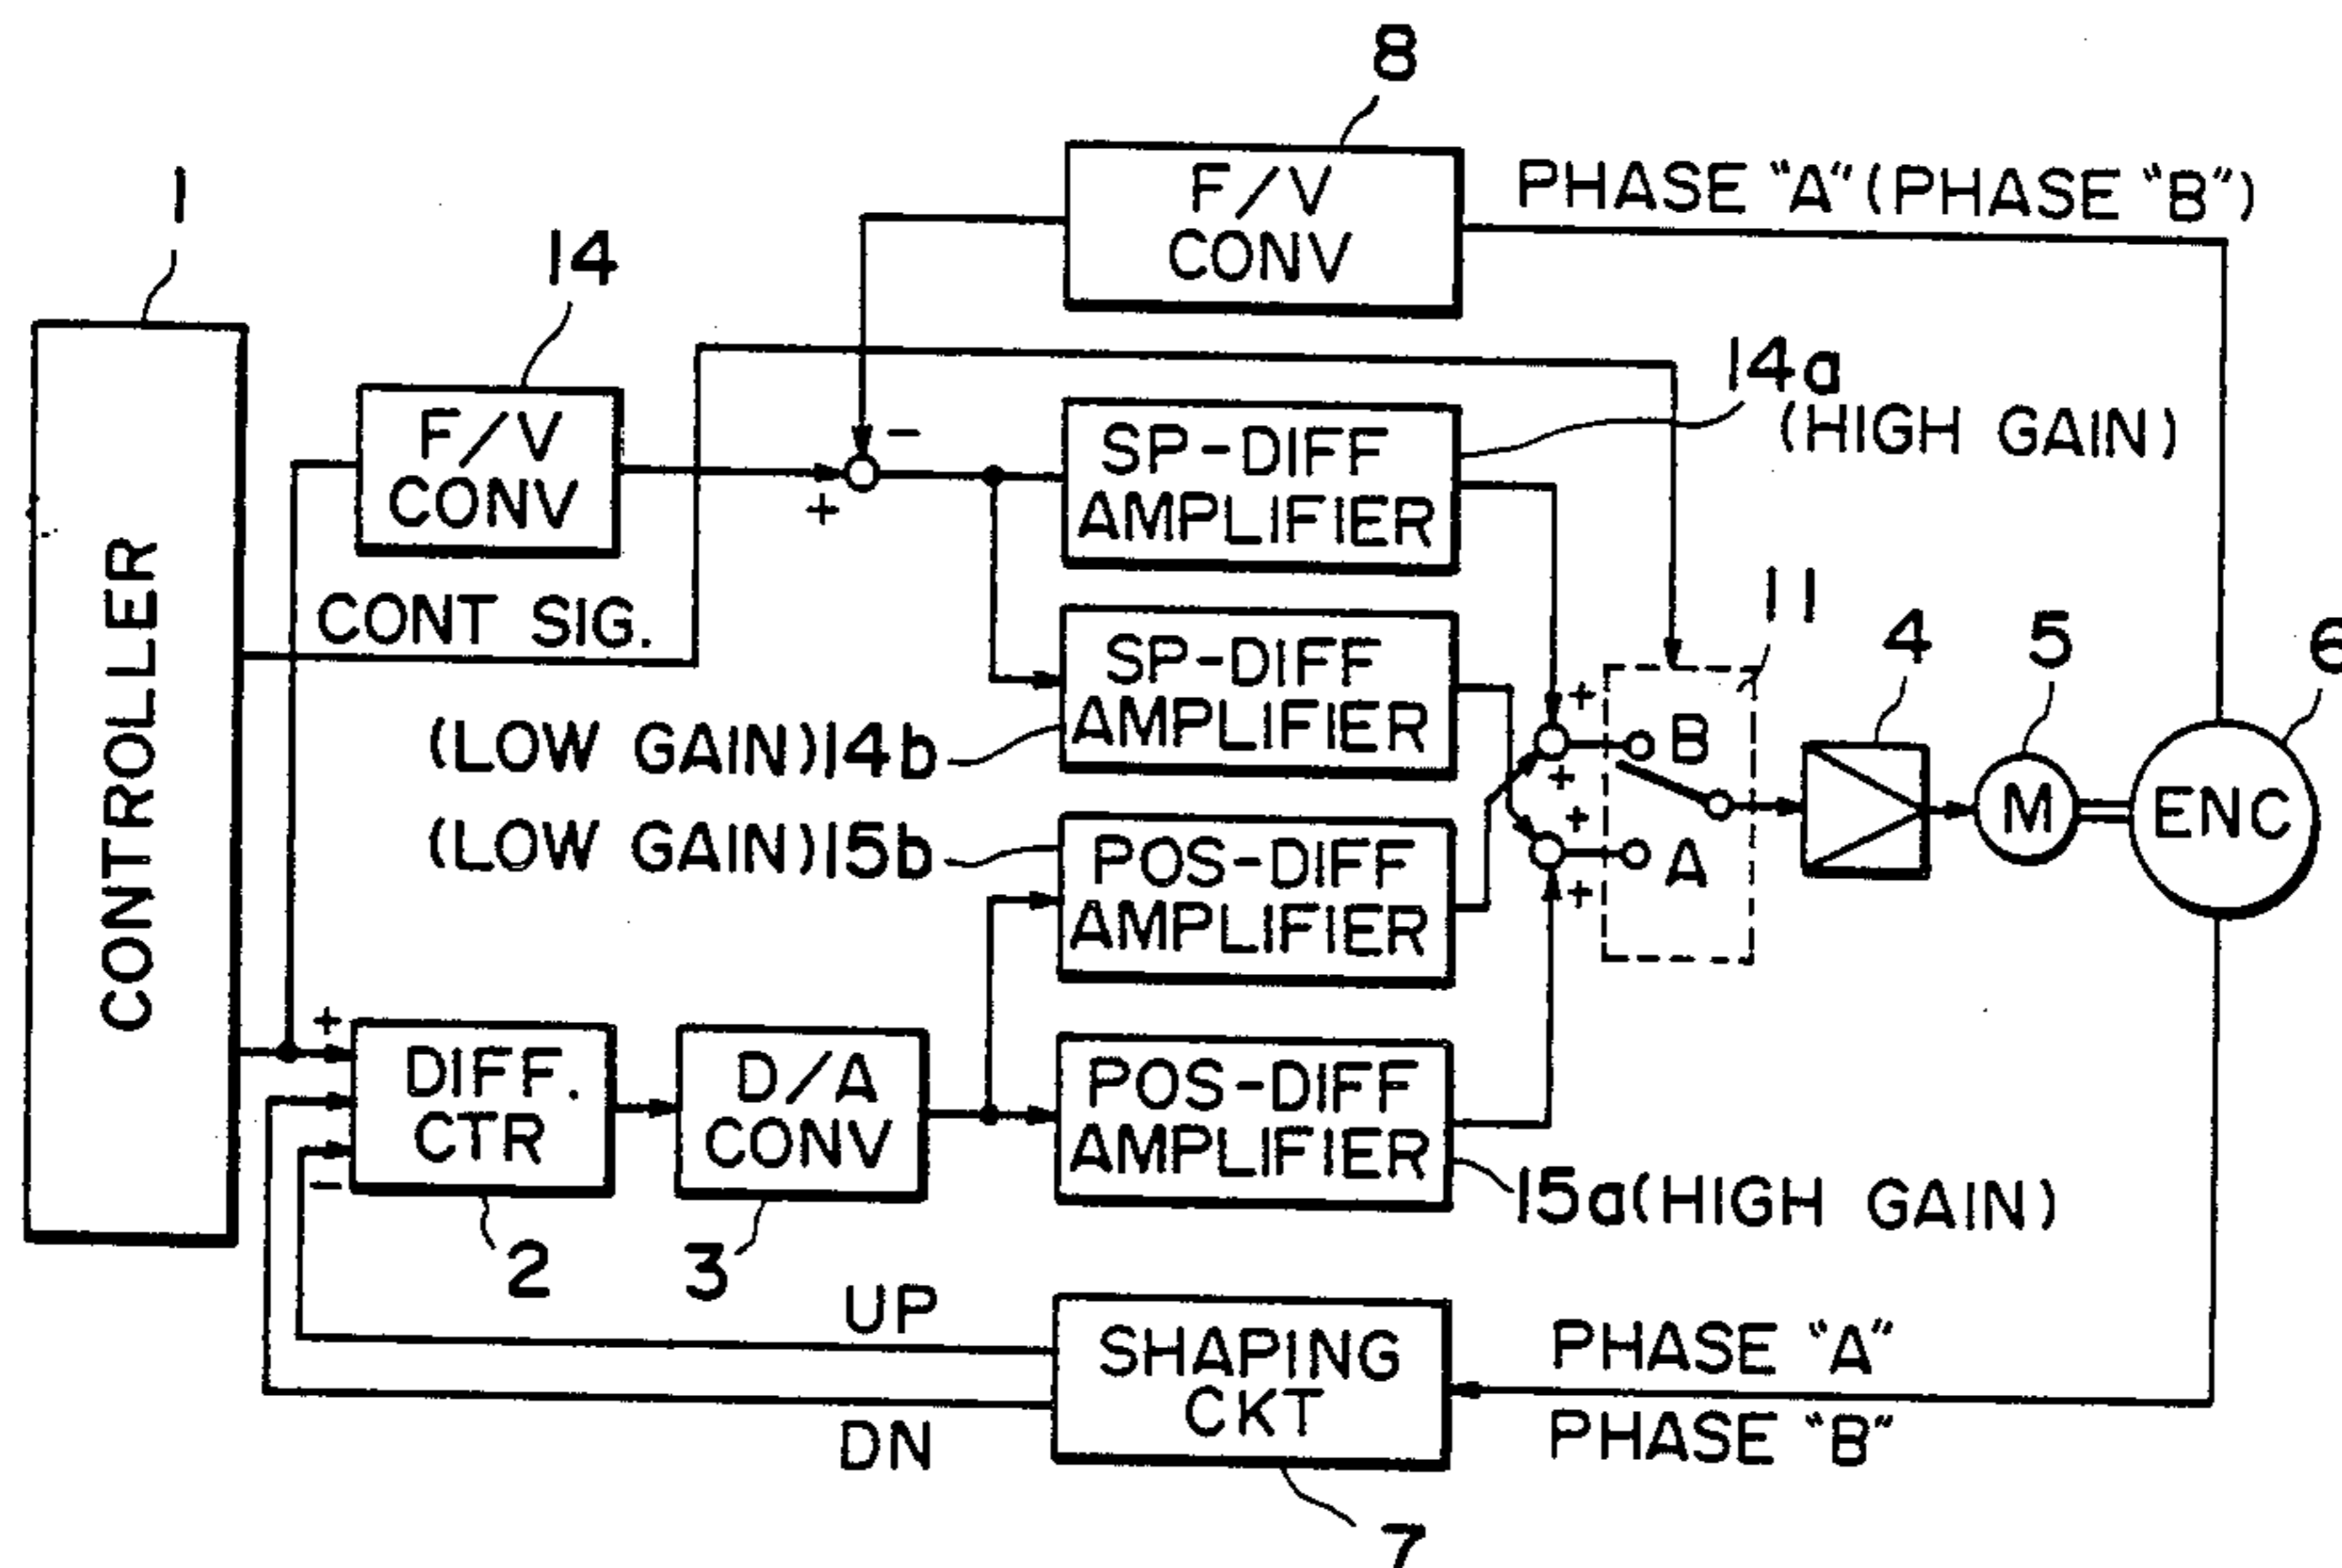 8
F/V
CONV
PHASE "A" (PHASE "B")
1
14
F/V
CONV
14a
(HIGH GAIN)
SP-DIFF
AMPLIFIER
-
+
CONTROLLER
CONT SIG.
SP-DIFF
AMPLIFIER
(LOW GAIN)14b
11
4
5
6
+
B
+
M
ENC
(LOW GAIN)15b
POS-DIFF
AMPLIFIER
+
A
+
+
DIFF.
CTR
-
2
D/A
CONV
3
POS-DIFF
AMPLIFIER
15a(HIGH GAIN)
UP
DN
SHAPING
CKT
7
PHASE "A"
PHASE "B"